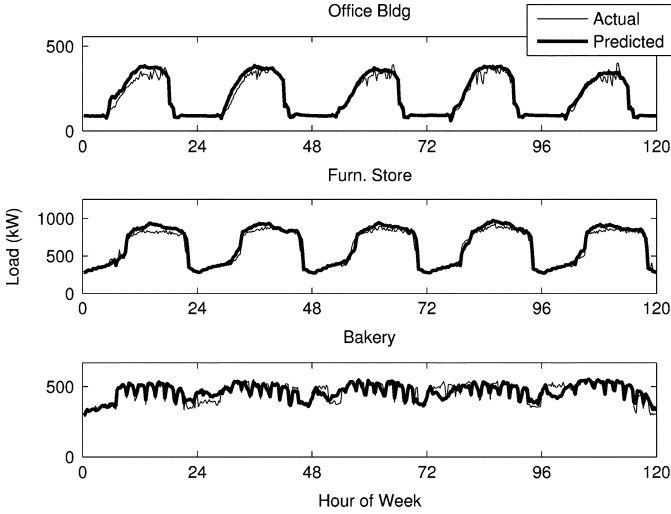 Office Bldg
Actual
Predicted
500
0
0 24 48 72 96 120
Furn. Store
1000
500
0
0 24 48 72 96 120
Load (kW)
Bakery
500
0
0 24 48 72 96 120
Hour of Week